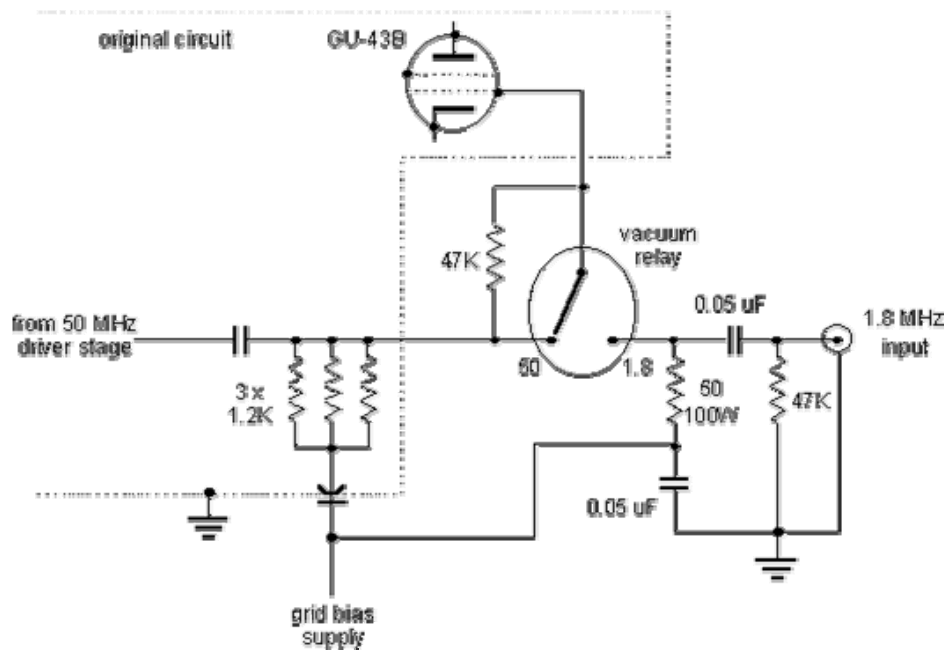 original circuit
GU-43B
47K
vacuum
relay
from 50 MHz
driver stage
0.05 uF
1.8 MHz
input
50
1.8
3 x
1.2K
50
100W
47K
0.05 uF
grid bias
supply